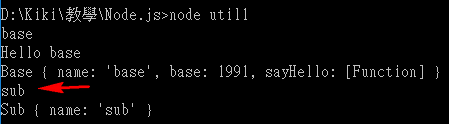 D:\Kiki\教學\Node.js>node util1
base
Hello base
Base { name: 'base', base: 1991, sayHello: [Function] }
sub
Sub { name: 'sub' }